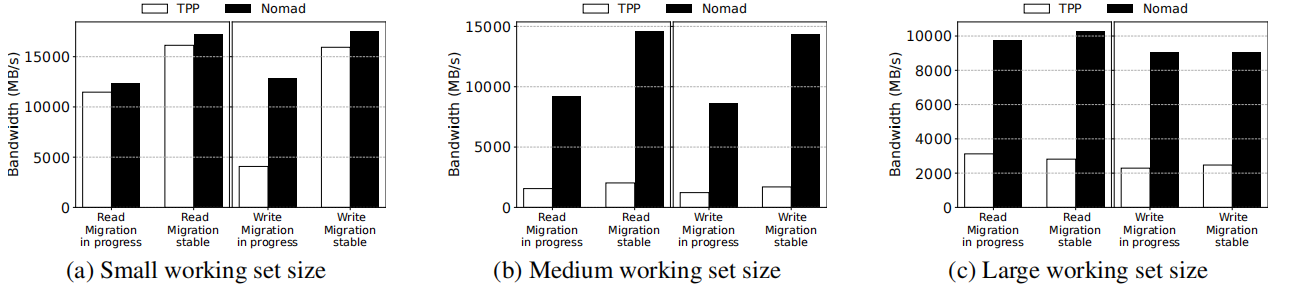 TPP Nomad
Bandwidth (MB/s)
15000
10000
5000
0
Read Migration in progress
Read Migration stable
Write Migration in progress
Write Migration stable
(a) Small working set size
TPP Nomad
Bandwidth (MB/s)
15000
10000
5000
0
Read Migration in progress
Read Migration stable
Write Migration in progress
Write Migration stable
(b) Medium working set size
TPP Nomad
Bandwidth (MB/s)
10000
8000
6000
4000
2000
0
Read Migration in progress
Read Migration stable
Write Migration in progress
Write Migration stable
(c) Large working set size